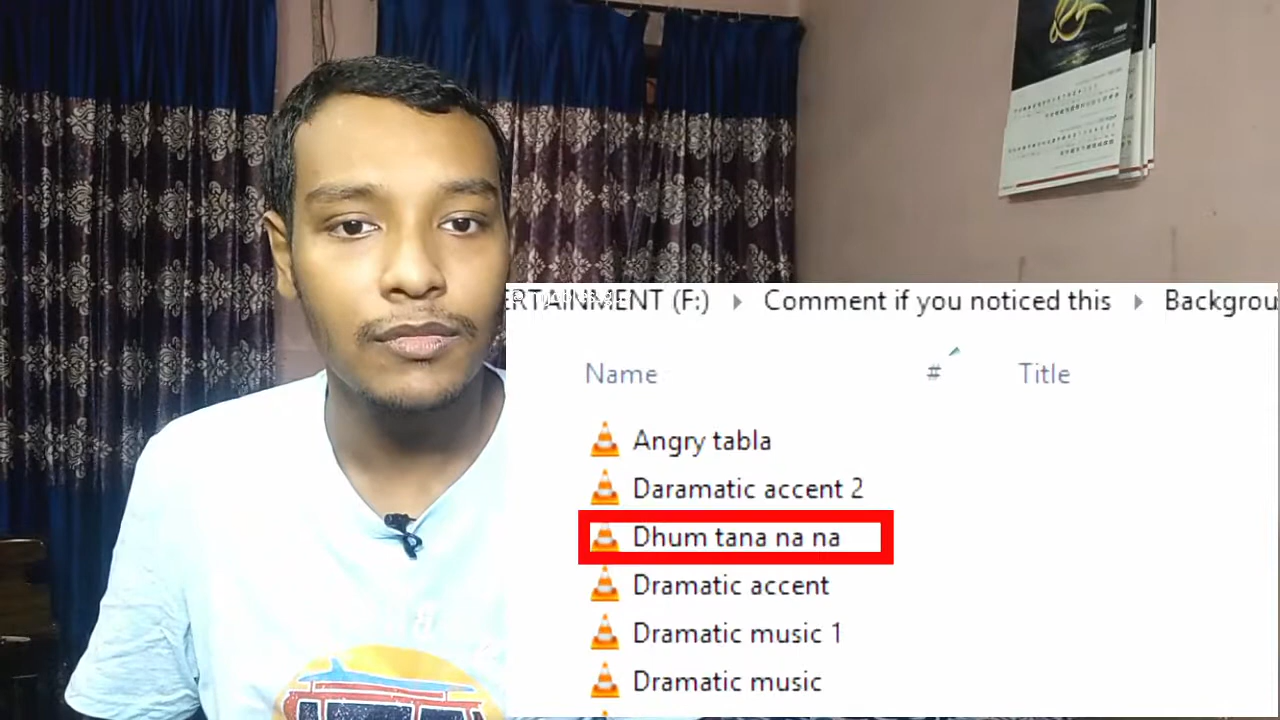 ERTAINMENT (F:) Comment if you noticed this Backgrou
Name # Title
Angry tabla
Daramatic accent 2
Dhum tana na na
Dramatic accent
Dramatic music 1
Dramatic music